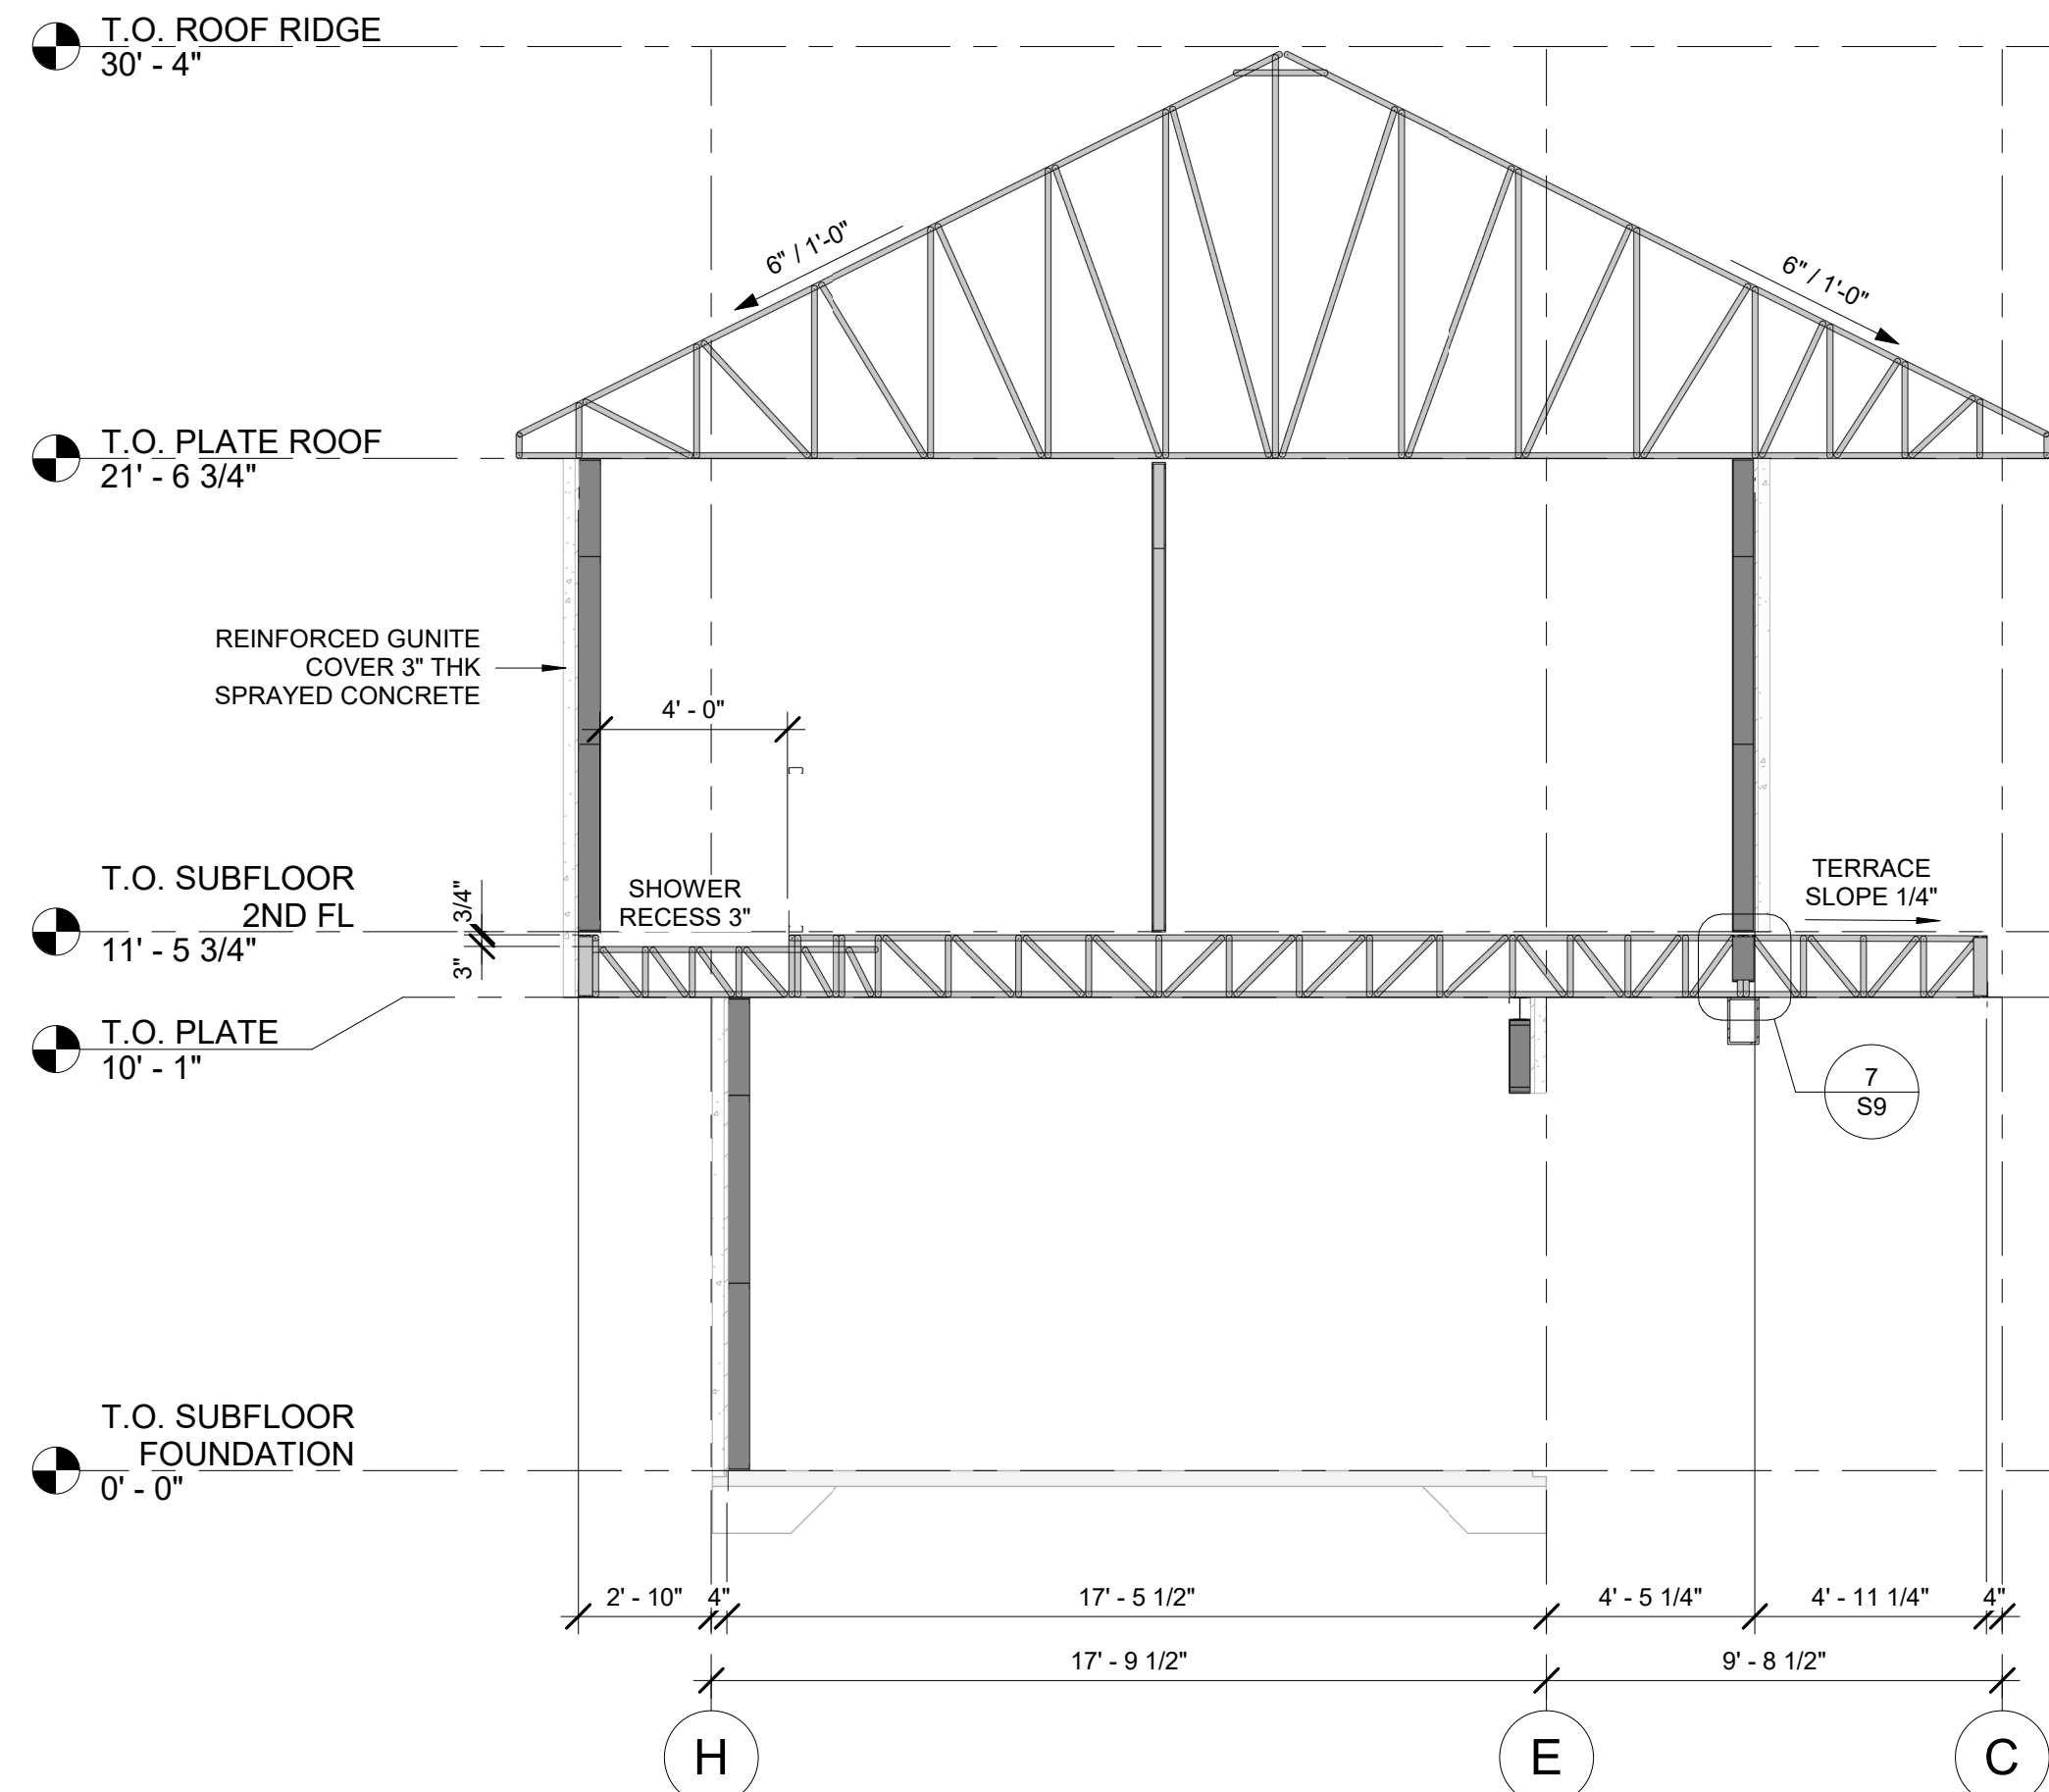 T.O. ROOF RIDGE
30' - 4"
6" / 1'-0"
6" / 1'-0"
T.O. PLATE ROOF
21' - 6 3/4"
REINFORCED GUNITE
COVER 3" THK
SPRAYED CONCRETE
4' - 0"
T.O. SUBFLOOR
2ND FL
11' - 5 3/4"
3/4"
3"
SHOWER
RECESS 3"
TERRACE
SLOPE 1/4"
T.O. PLATE
10' - 1"
7
S9
T.O. SUBFLOOR
FOUNDATION
0' - 0"
2' - 10"
4"
17' - 5 1/2"
4' - 5 1/4"
4' - 11 1/4"
4"
17' - 9 1/2"
9' - 8 1/2"
H
E
C